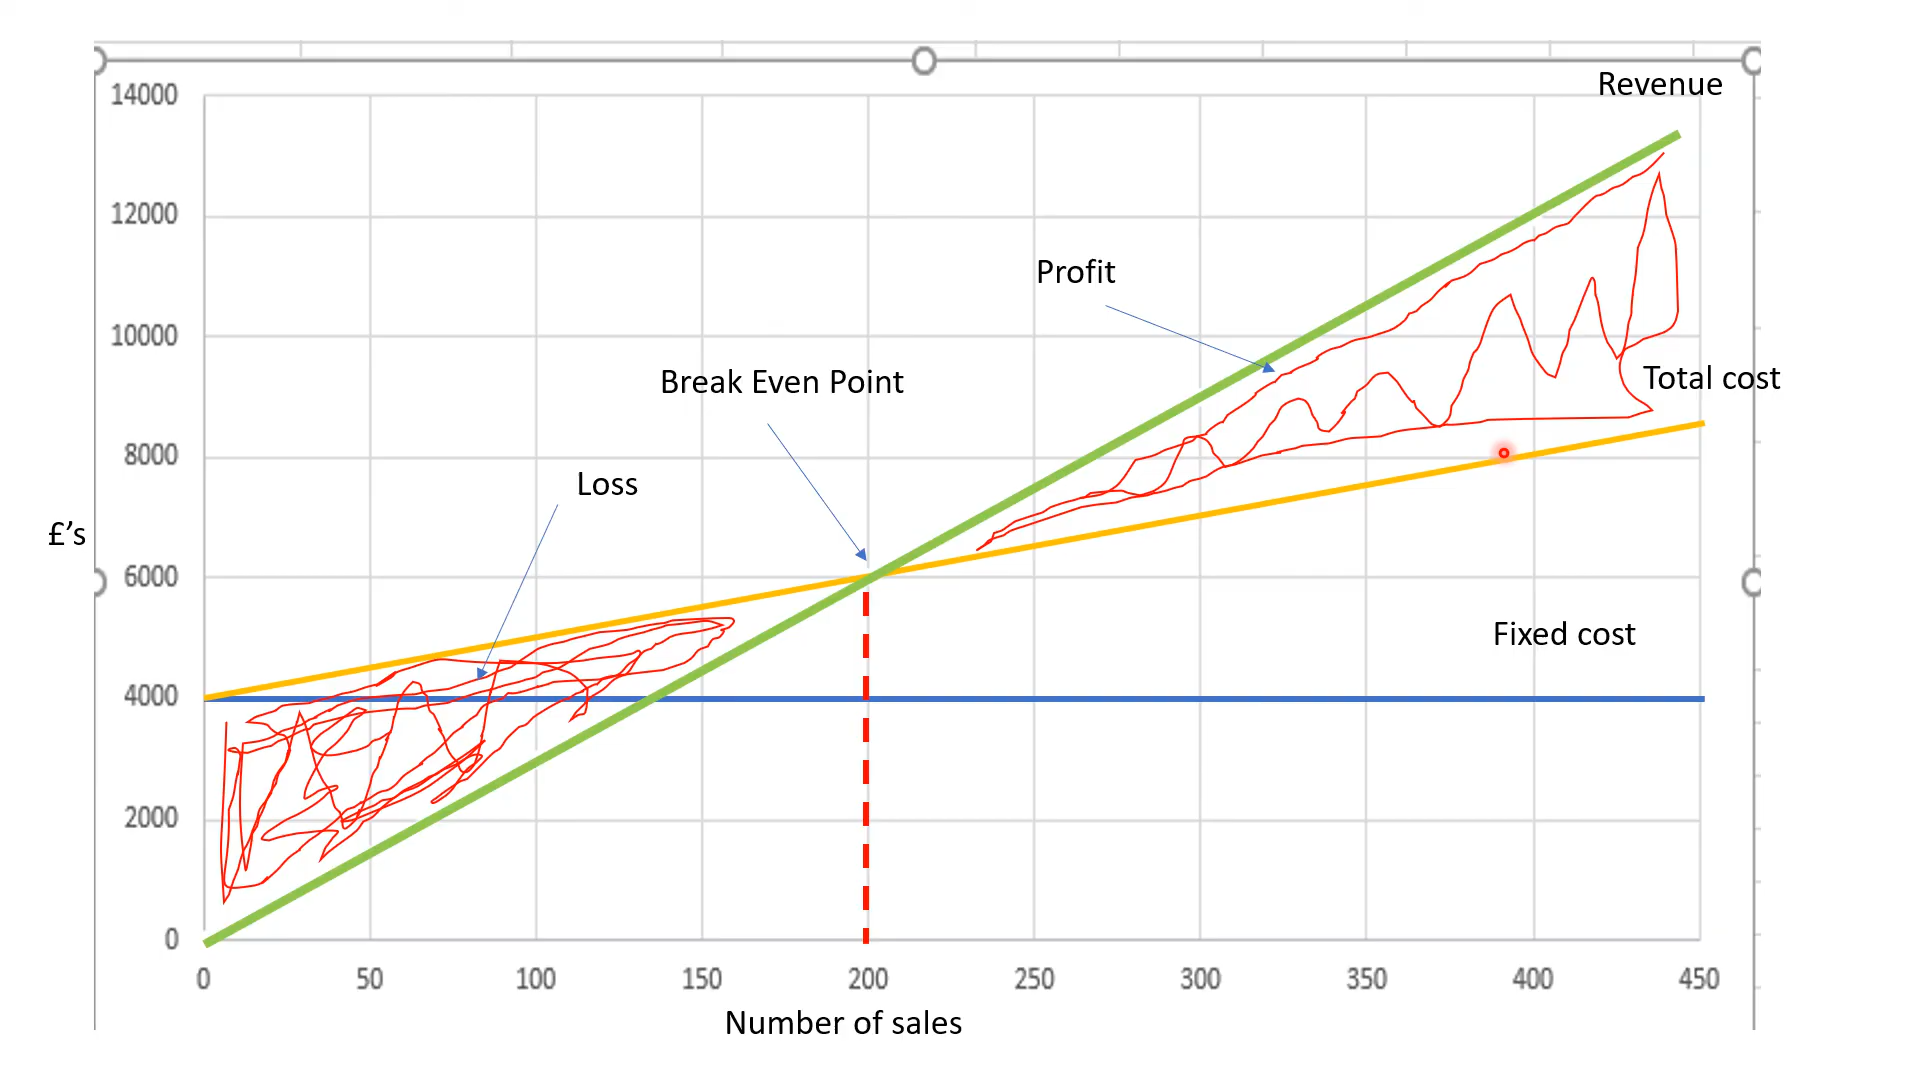 Revenue
14000
12000
Profit
10000
Total cost
Break Even Point
8000
Loss
£’s
6000
Fixed cost
4000
2000
0
0 50 100 150 200 250 300 350 400 450
Number of sales